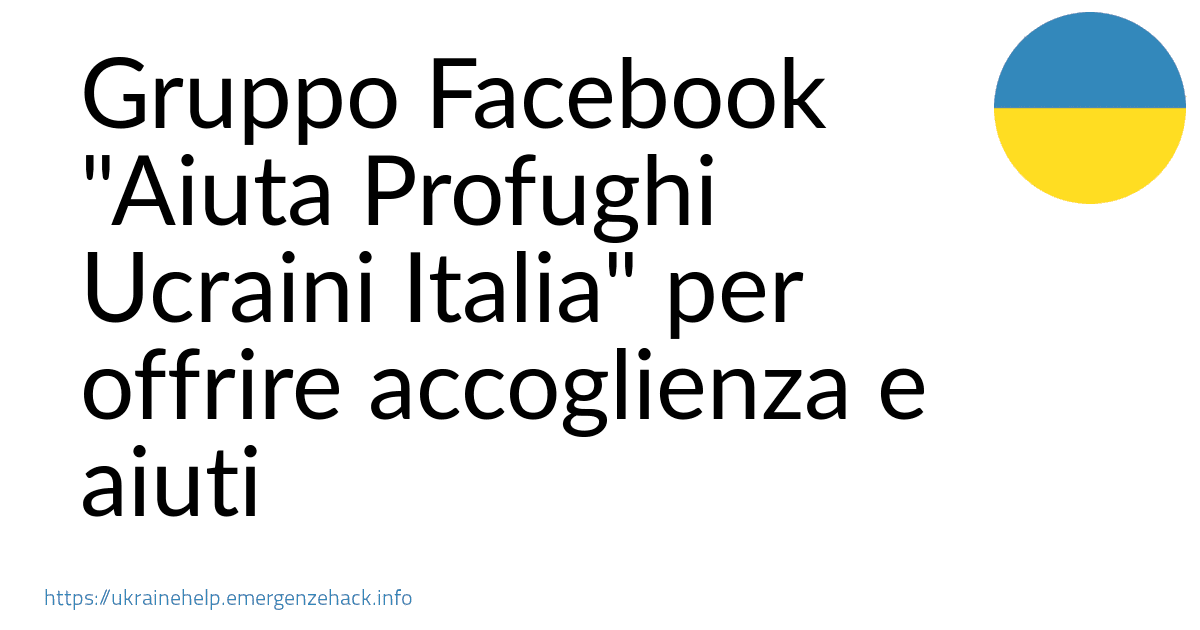 Gruppo Facebook
"Aiuta Profughi
Ucraini Italia" per
offrire accoglienza e
aiuti
https://ukrainehelp.emergenzehack.info